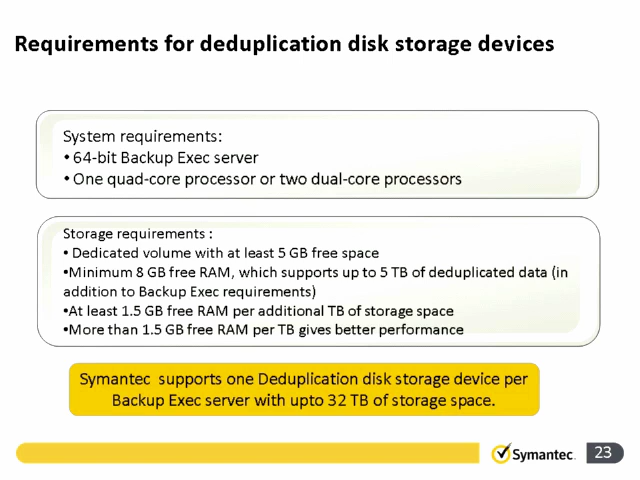 Requirements for deduplication disk storage devices
System requirements:
• 64-bit Backup Exec server
• One quad-core processor or two dual-core processors
Storage requirements :
• Dedicated volume with at least 5 GB free space
•Minimum 8 GB free RAM, which supports up to 5 TB of deduplicated data (in
addition to Backup Exec requirements)
•At least 1.5 GB free RAM per additional TB of storage space
•More than 1.5 GB free RAM per TB gives better performance
Symantec supports one Deduplication disk storage device per
Backup Exec server with upto 32 TB of storage space.
Symantec.
23